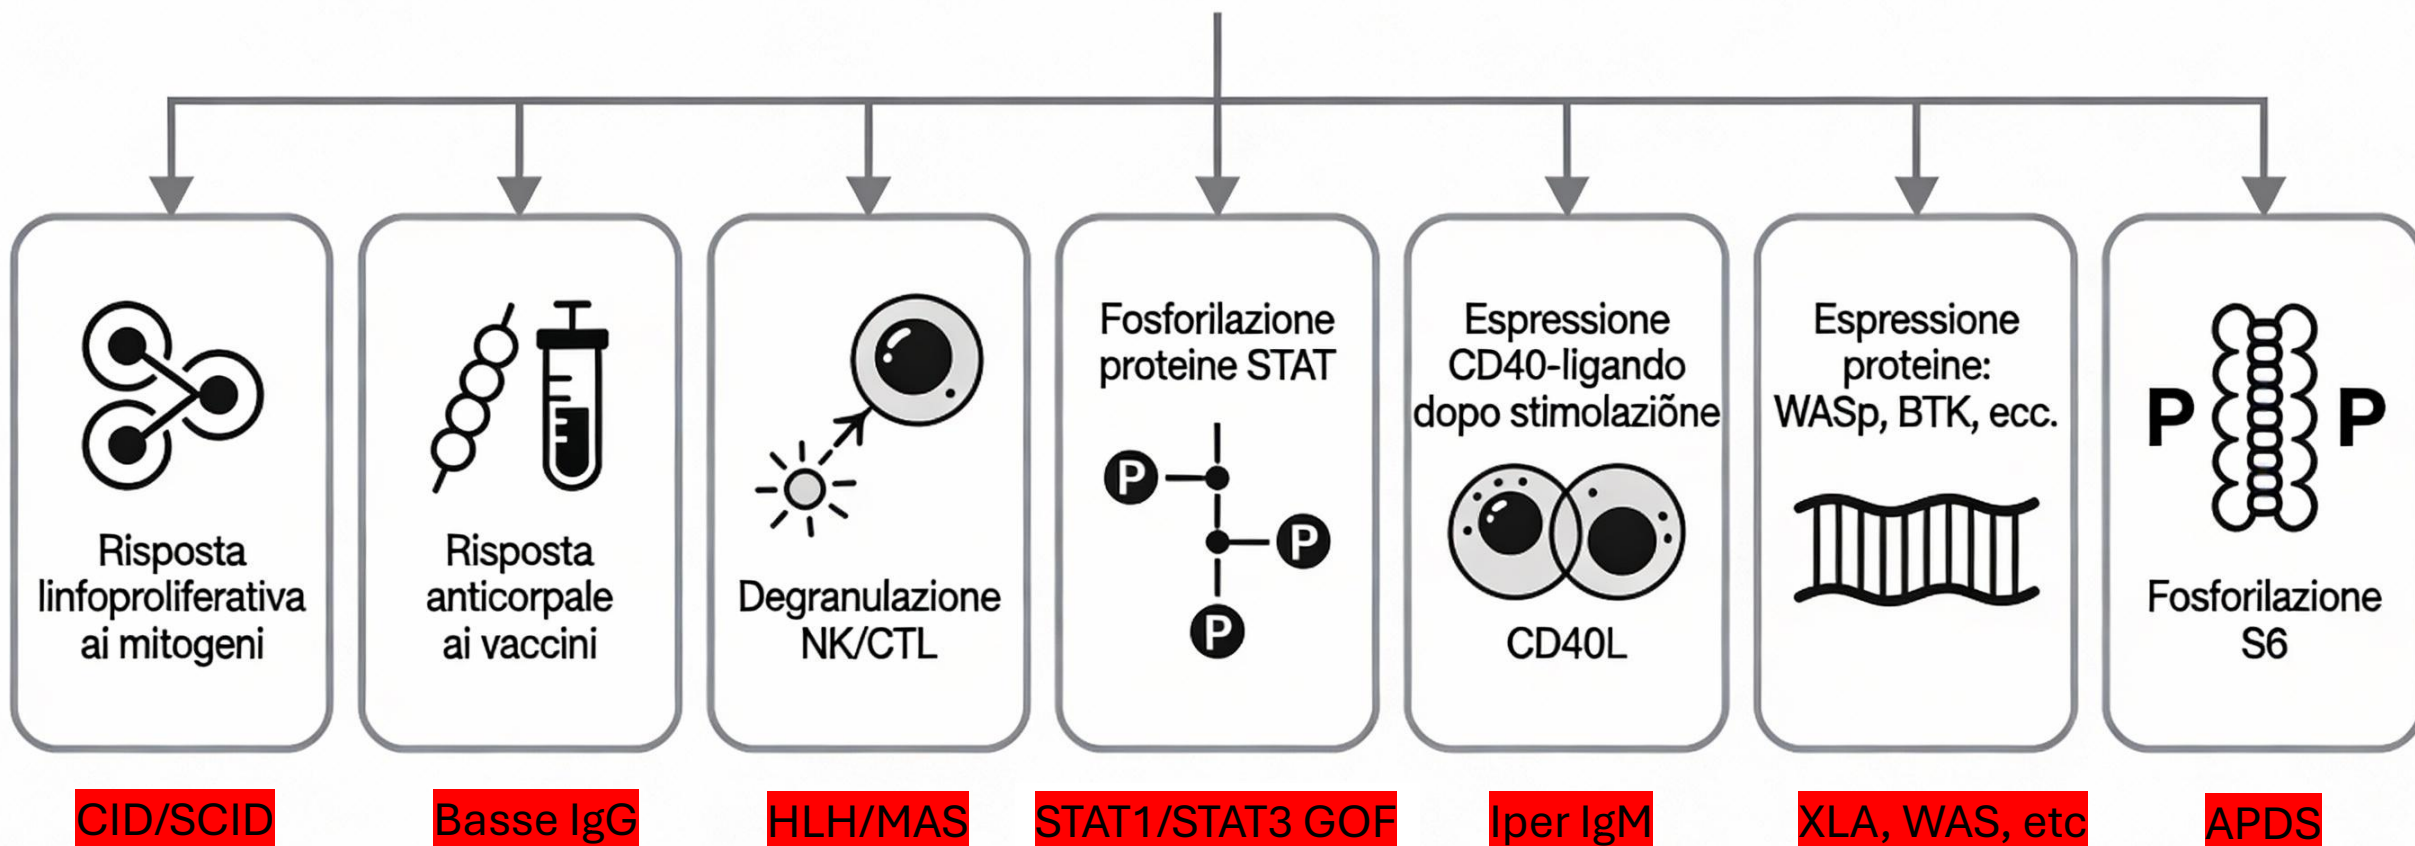 Risposta
linfoproliferativa
ai mitogeni
Risposta
anticorpale
ai vaccini
Degranulazione
NK/CTL
Fosforilazione
proteine STAT
P
P
P
Espressione
CD40-ligando
dopo stimolaziõne
CD40L
Espressione
proteine:
WASp, BTK, ecc.
P P
Fosforilazione
S6
CID/SCID
Basse IgG
HLH/MAS
STAT1/STAT3 GOF
Iper IgM
XLA, WAS, etc
APDS